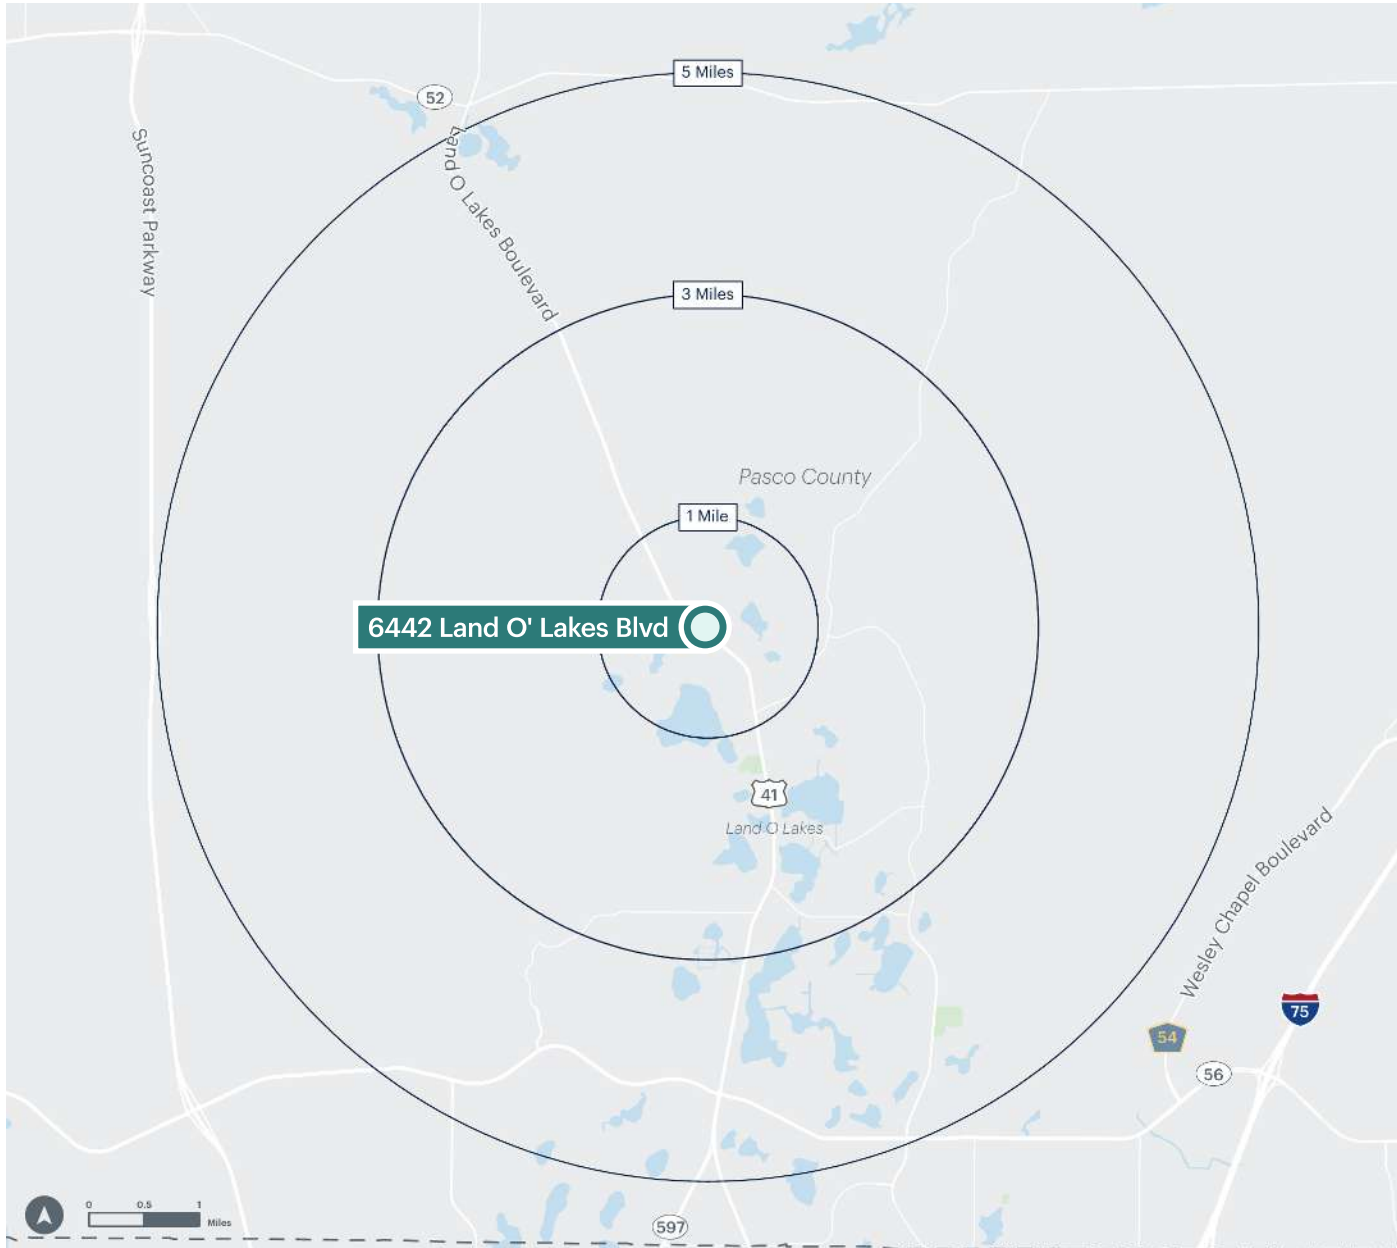 5 Miles
52
Land O Lakes Boulevard
Suncoast Parkway
3 Miles
Pasco County
1 Mile
6442 Land O' Lakes Blvd
41
Land O Lakes
Wesley Chapel Boulevard
75
54
56
0 0.5 1
Miles
597